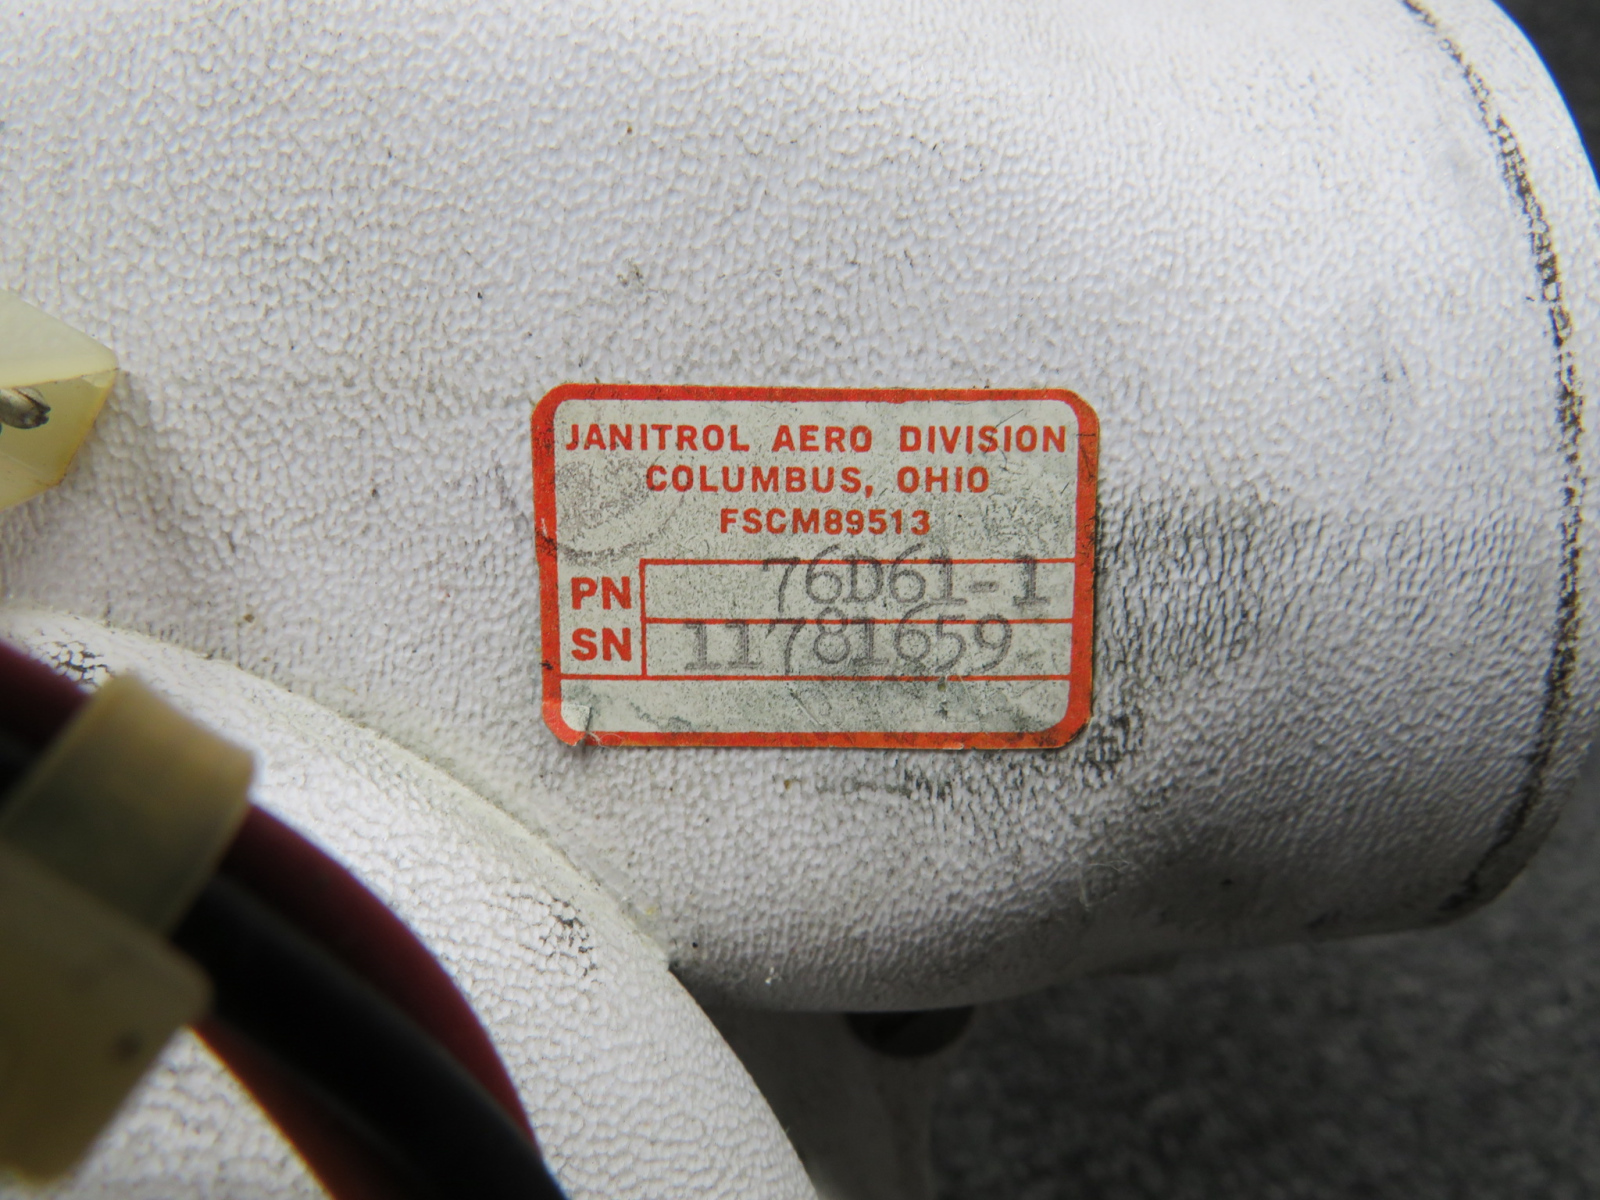 JANITROL AERO DIVISION
COLUMBUS, OHIO
FSCM89513
PN 76D61-1
SN 11781659